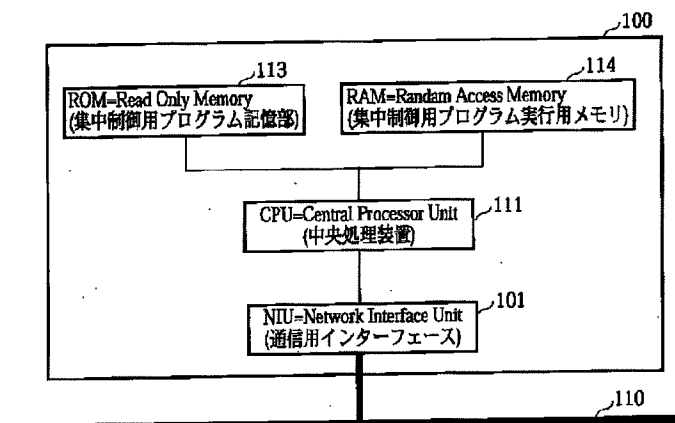 100
113
ROM=Read Only Memory
(集中制御用プログラム記憶部)
114
RAM=Randam Access Memory
(集中制御用プログラム実行用メモリ)
111
CPU=Central Processor Unit
(中央処理装置)
101
NIU=Network Interface Unit
(通信用インターフェース)
110